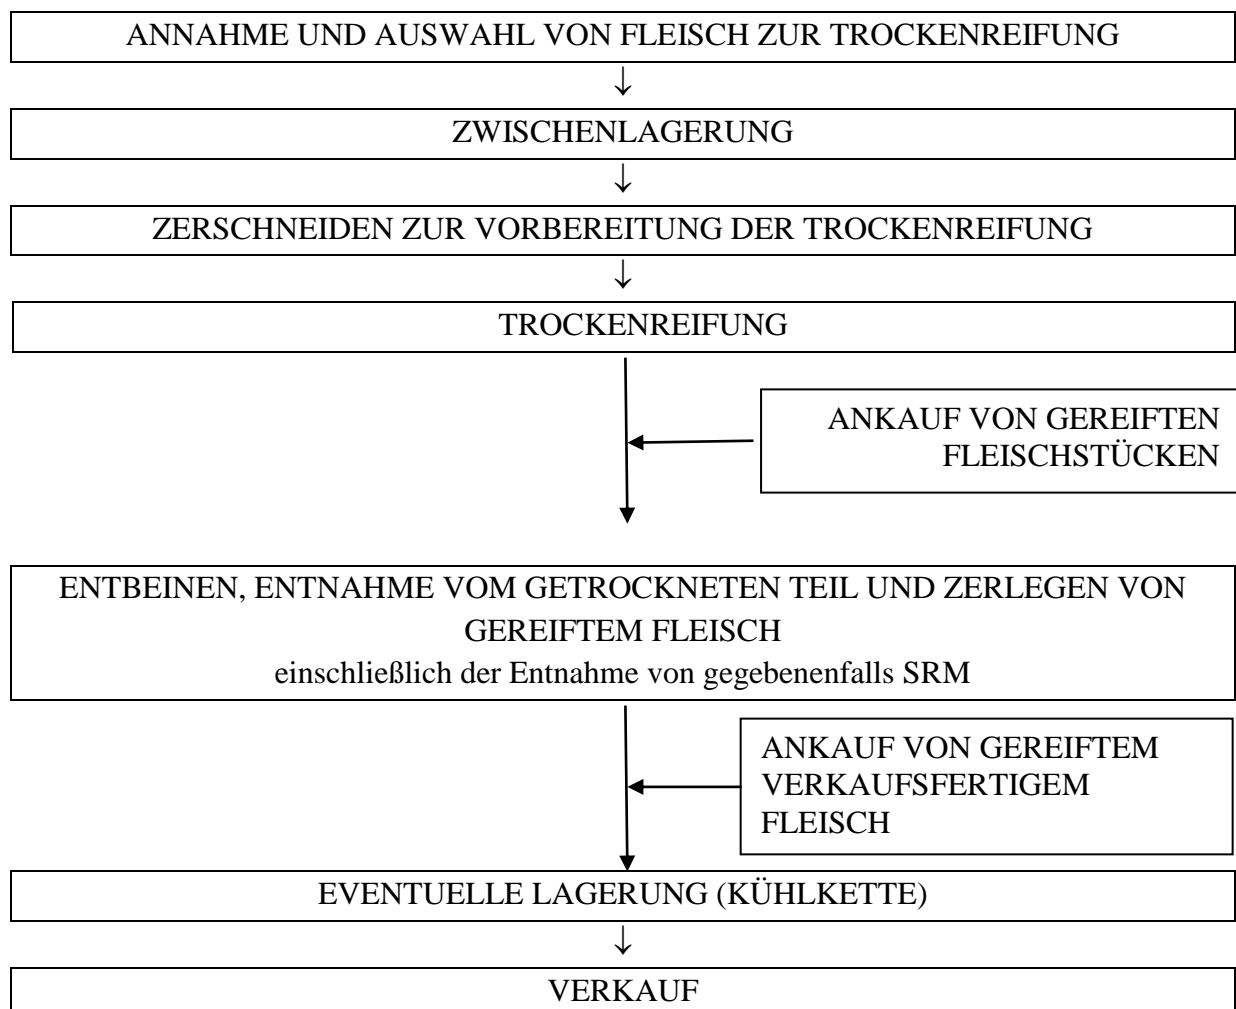 ANNAHME UND AUSWAHL VON FLEISCH ZUR TROCKENREIFUNG
ZWISCHENLAGERUNG
ZERSCHNEIDEN ZUR VORBEREITUNG DER TROCKENREIFUNG
TROCKENREIFUNG
ANKAUF VON GEREIFTEN
FLEISCHSTÜCKEN
ENTBEINEN, ENTNAHME VOM GETROCKNETEN TEIL UND ZERLEGEN VON
GEREIFTEM FLEISCH
einschließlich der Entnahme von gegebenenfalls SRM
ANKAUF VON GEREIFTEM
VERKAUFSFERTIGEM
FLEISCH
EVENTUELLE LAGERUNG (KÜHLKETTE)
VERKAUF